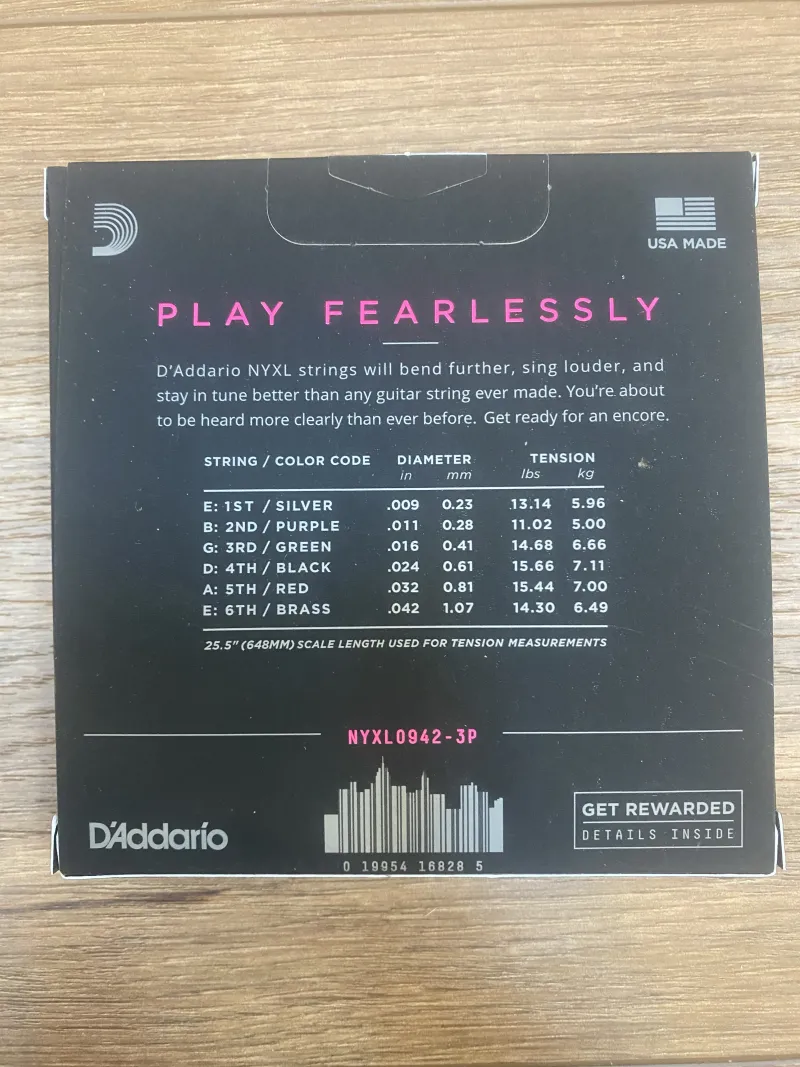 USA MADE
PLAY FEARLESSLY
D'Addario NYXL strings will bend further, sing louder, and
stay in tune better than any guitar string ever made. You're about
to be heard more clearly than ever before. Get ready for an encore.
STRING / COLOR CODE DIAMETER TENSION
in mm lbs kg
E: 1ST / SILVER .009 0.23 13.14 5.96
B: 2ND / PURPLE .011 0.28 11.02 5.00
G: 3RD / GREEN .016 0.41 14.68 6.66
D: 4TH / BLACK .024 0.61 15.66 7.11
A: 5TH / RED .032 0.81 15.44 7.00
E: 6TH / BRASS .042 1.07 14.30 6.49
25.5" (648MM) SCALE LENGTH USED FOR TENSION MEASUREMENTS
NYXL0942-3P
D'Addario
GET REWARDED
DETAILS INSIDE
0 19954 16828 5